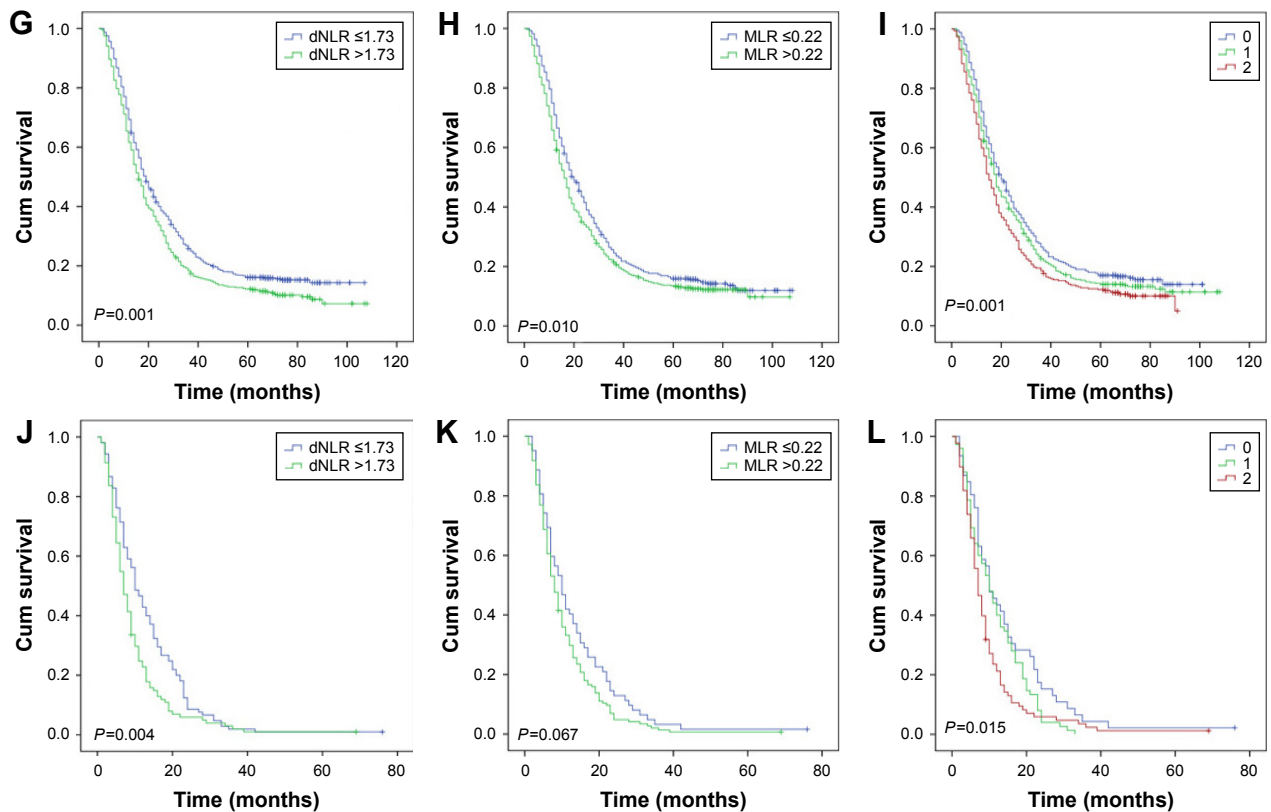 G
Cum survival
1.0
0.8
0.6
0.4
0.2
0.0
dNLR ≤1.73
dNLR >1.73
P=0.001
0 20 40 60 80 100 120
Time (months)
H
Cum survival
1.0
0.8
0.6
0.4
0.2
0.0
MLR ≤0.22
MLR >0.22
P=0.010
0 20 40 60 80 100 120
Time (months)
I
Cum survival
1.0
0.8
0.6
0.4
0.2
0.0
0
1
2
P=0.001
0 20 40 60 80 100 120
Time (months)
J
Cum survival
1.0
0.8
0.6
0.4
0.2
0.0
dNLR ≤1.73
dNLR >1.73
P=0.004
0 20 40 60 80
Time (months)
K
Cum survival
1.0
0.8
0.6
0.4
0.2
0.0
MLR ≤0.22
MLR >0.22
P=0.067
0 20 40 60 80
Time (months)
L
Cum survival
1.0
0.8
0.6
0.4
0.2
0.0
0
1
2
P=0.015
0 20 40 60 80
Time (months)